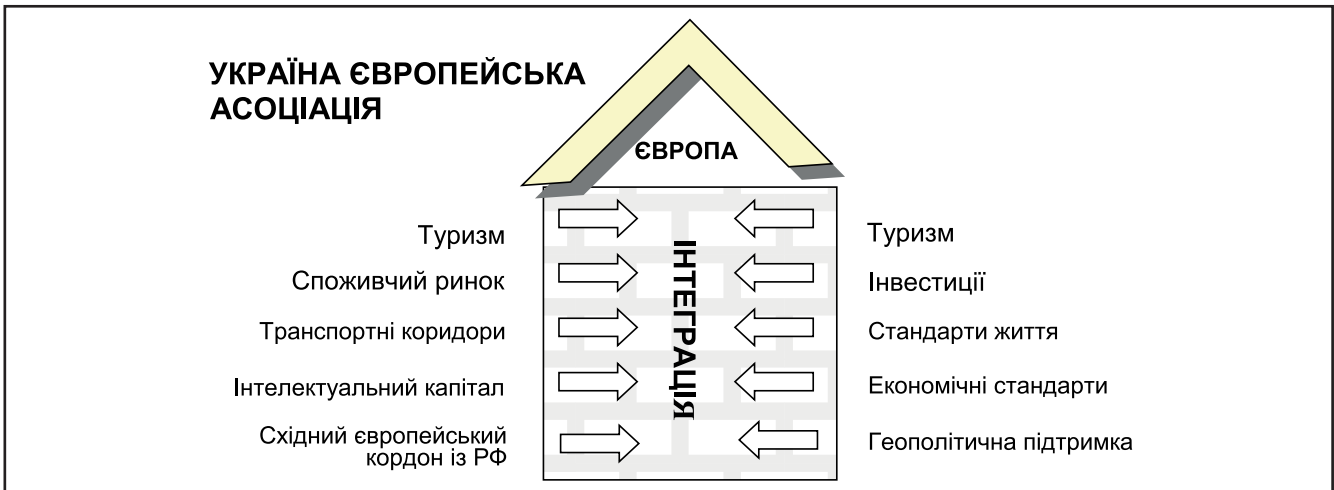 УКРАЇНА ЄВРОПЕЙСЬКА
АСОЦІАЦІЯ
ЄВРОПА
Туризм
Споживчий ринок
Транспортні коридори
Інтелектуальний капітал
Східний європейський
кордон із РФ
ІНТЕГРАЦІЯ
Туризм
Інвестиції
Стандарти життя
Економічні стандарти
Геополітична підтримка